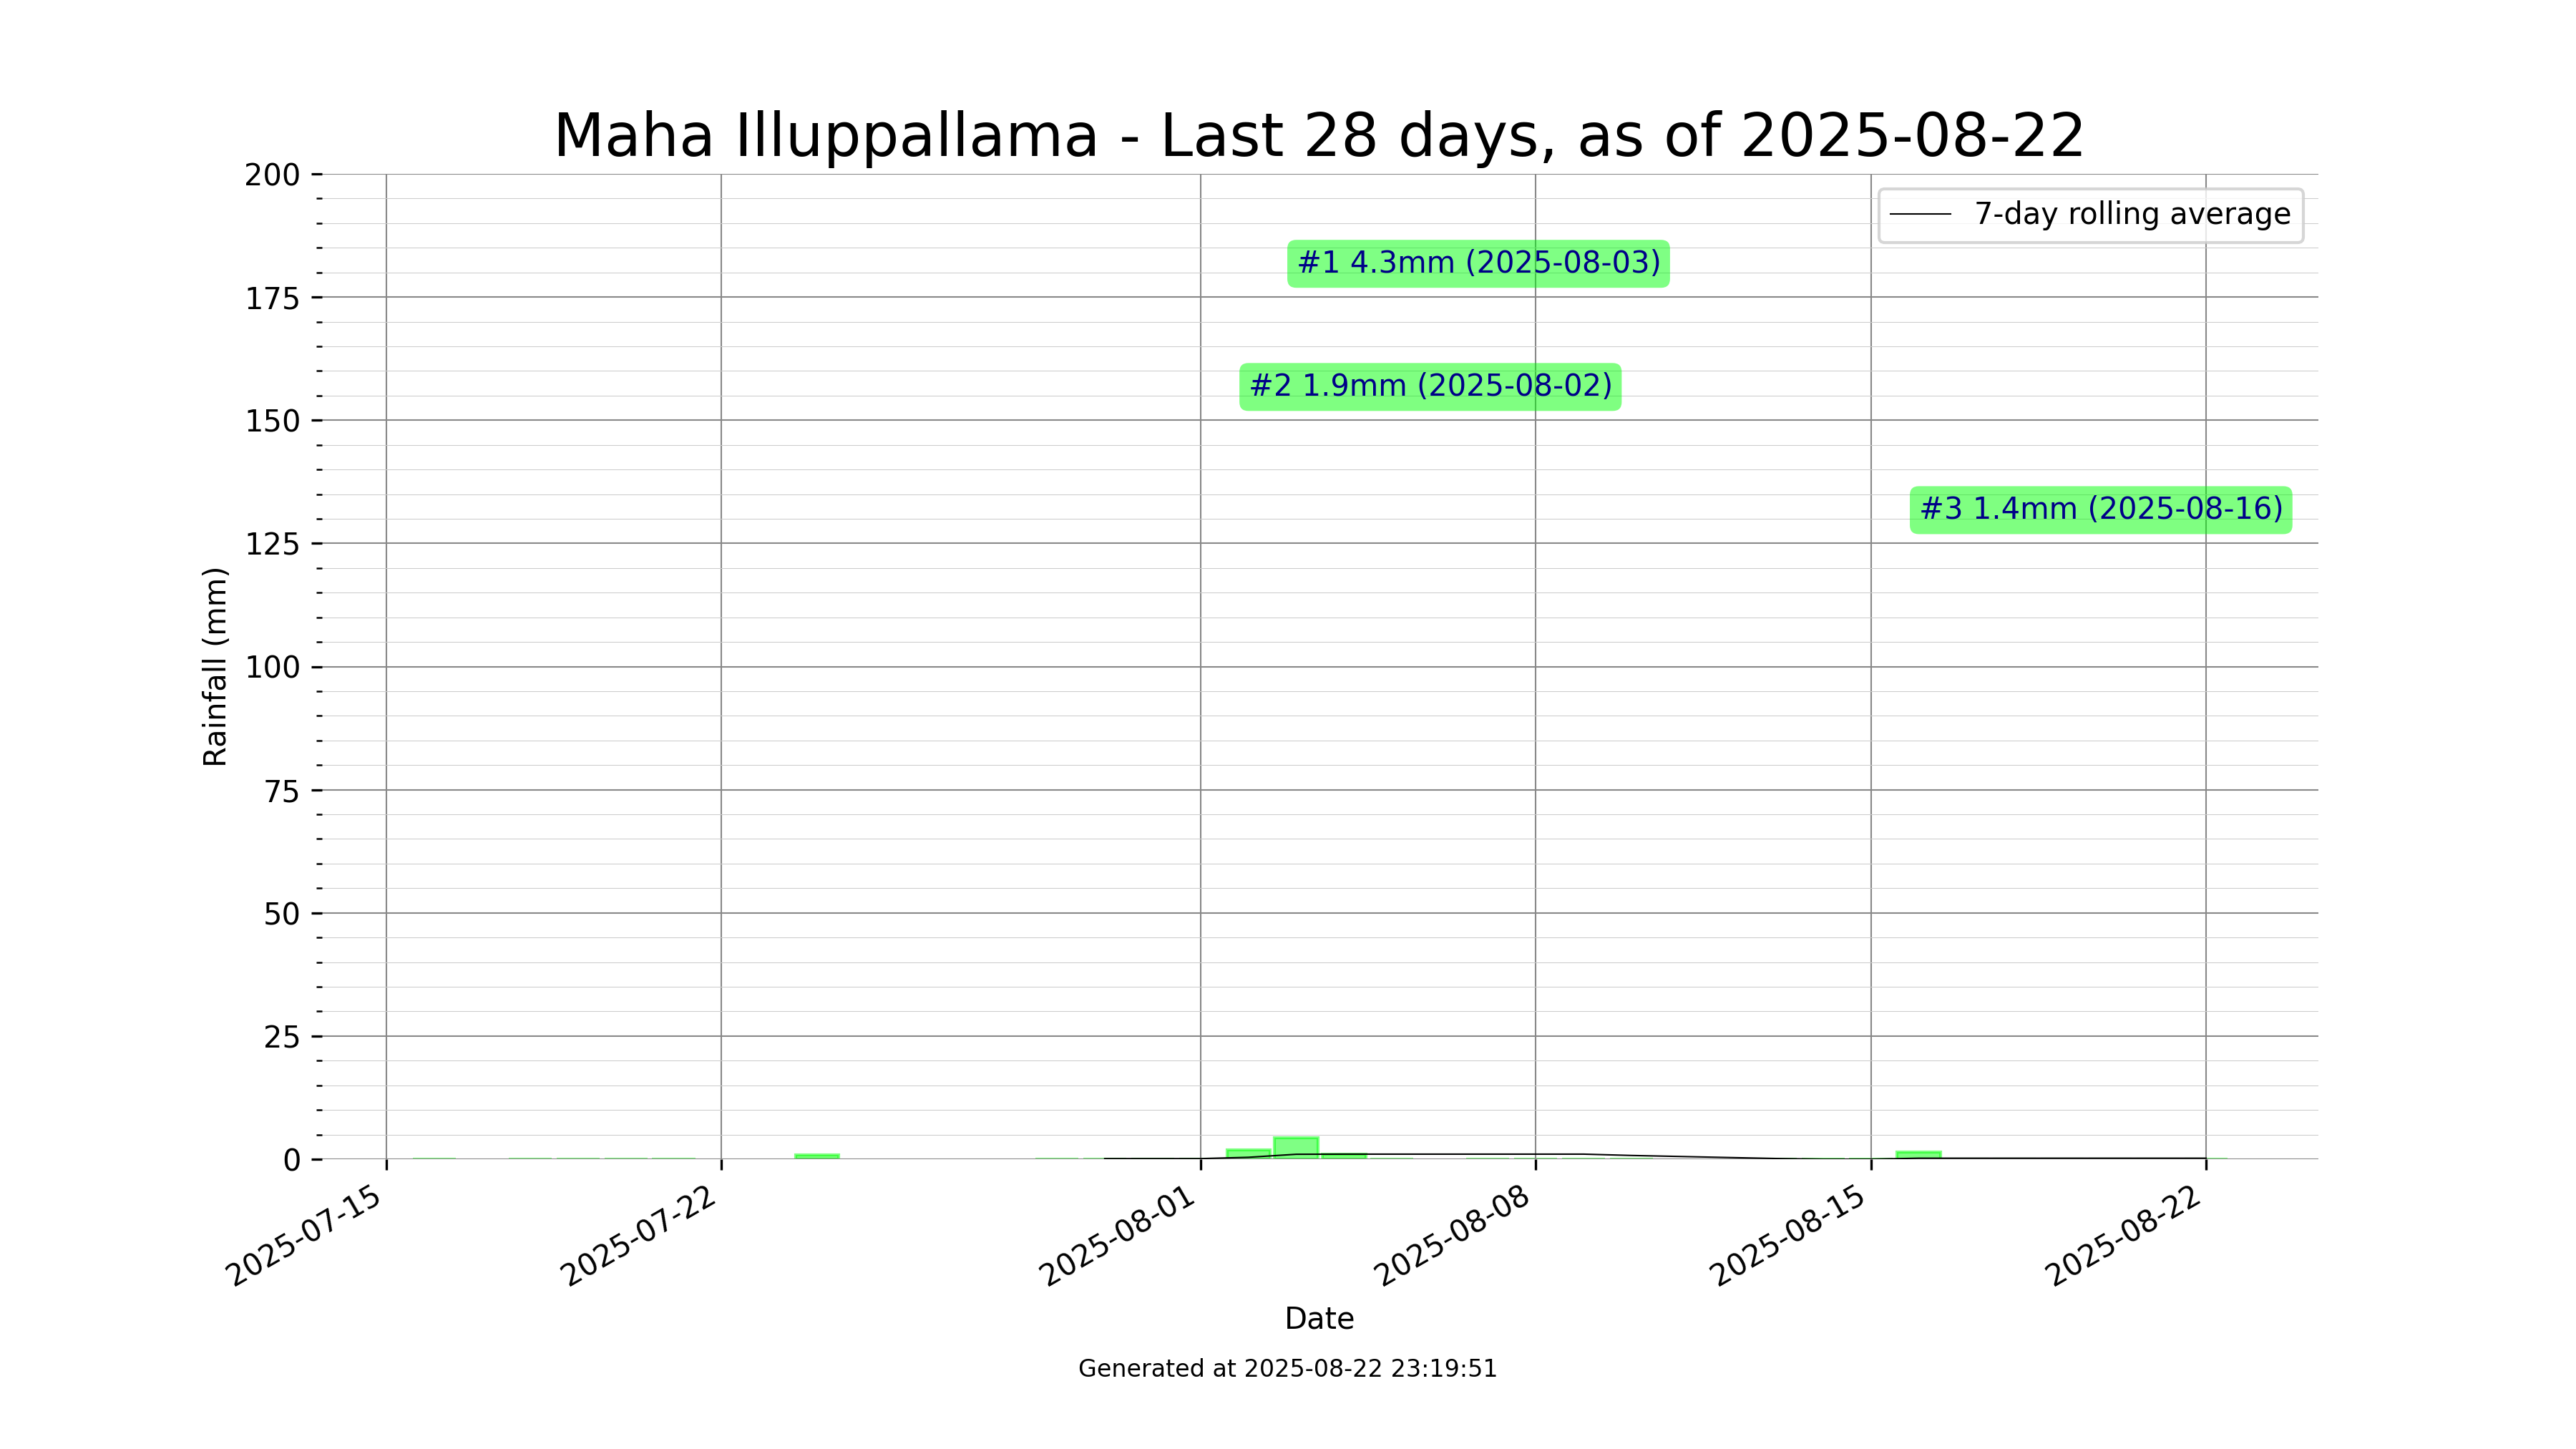 Maha Illuppallama - Last 28 days, as of 2025-08-22
7-day rolling average
#1 4.3mm (2025-08-03)
#2 1.9mm (2025-08-02)
#3 1.4mm (2025-08-16)
Rainfall (mm)
200
175
150
125
100
75
50
25
0
2025-07-15
2025-07-22
2025-08-01
2025-08-08
2025-08-15
2025-08-22
Date
Generated at 2025-08-22 23:19:51